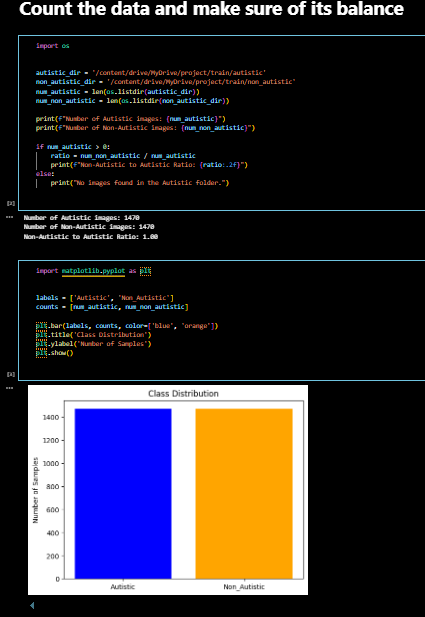 Count the data and make sure of its balance
import os
autistic_dir = '/content/drive/MyDrive/project/train/autistic'
non_autistic_dir = '/content/drive/MyDrive/project/train/non_autistic'
num_autistic = len(os.listdir(autistic_dir))
num_non_autistic = len(os.listdir(non_autistic_dir))
print(f"Number of Autistic images: {num_autistic}")
print(f"Number of Non-Autistic images: {num_non_autistic}")
if num_autistic > 0:
ratio = num_non_autistic / num_autistic
print(f"Non-Autistic to Autistic Ratio: {ratio:.2f}")
else:
print("No images found in the Autistic folder.")
Number of Autistic images: 1470
Number of Non-Autistic images: 1470
Non-Autistic to Autistic Ratio: 1.00
import matplotlib.pyplot as plt
labels = ['Autistic', 'Non_Autistic']
counts = [num_autistic, num_non_autistic]
plt.bar(labels, counts, color=['blue', 'orange'])
plt.title('Class Distribution')
plt.ylabel('Number of Samples')
plt.show()
Class Distribution
Number of Samples
1400
1200
1000
800
600
400
200
0
Autistic Non_Autistic